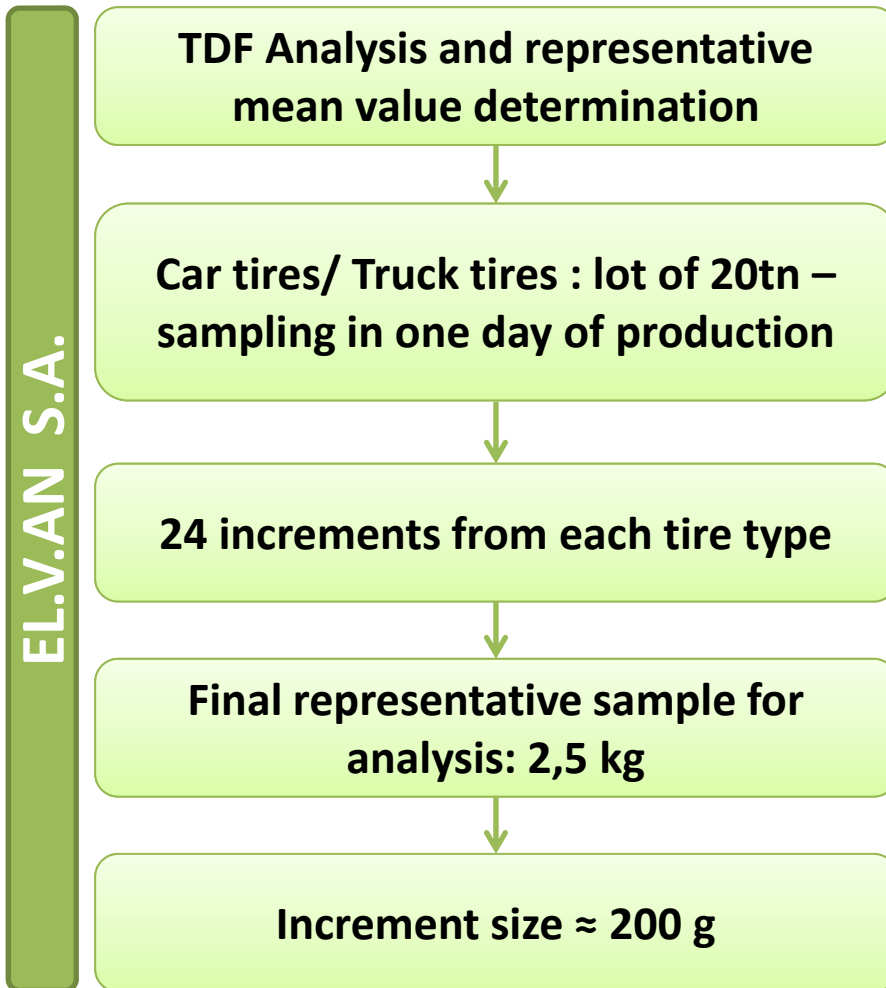 EL.V.AN S.A.
TDF Analysis and representative
mean value determination
Car tires/ Truck tires : lot of 20tn –
sampling in one day of production
24 increments from each tire type
Final representative sample for
analysis: 2,5 kg
Increment size ≈ 200 g